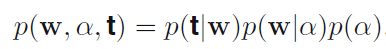 p(w, α, t) = p(t|w)p(w|α)p(α).